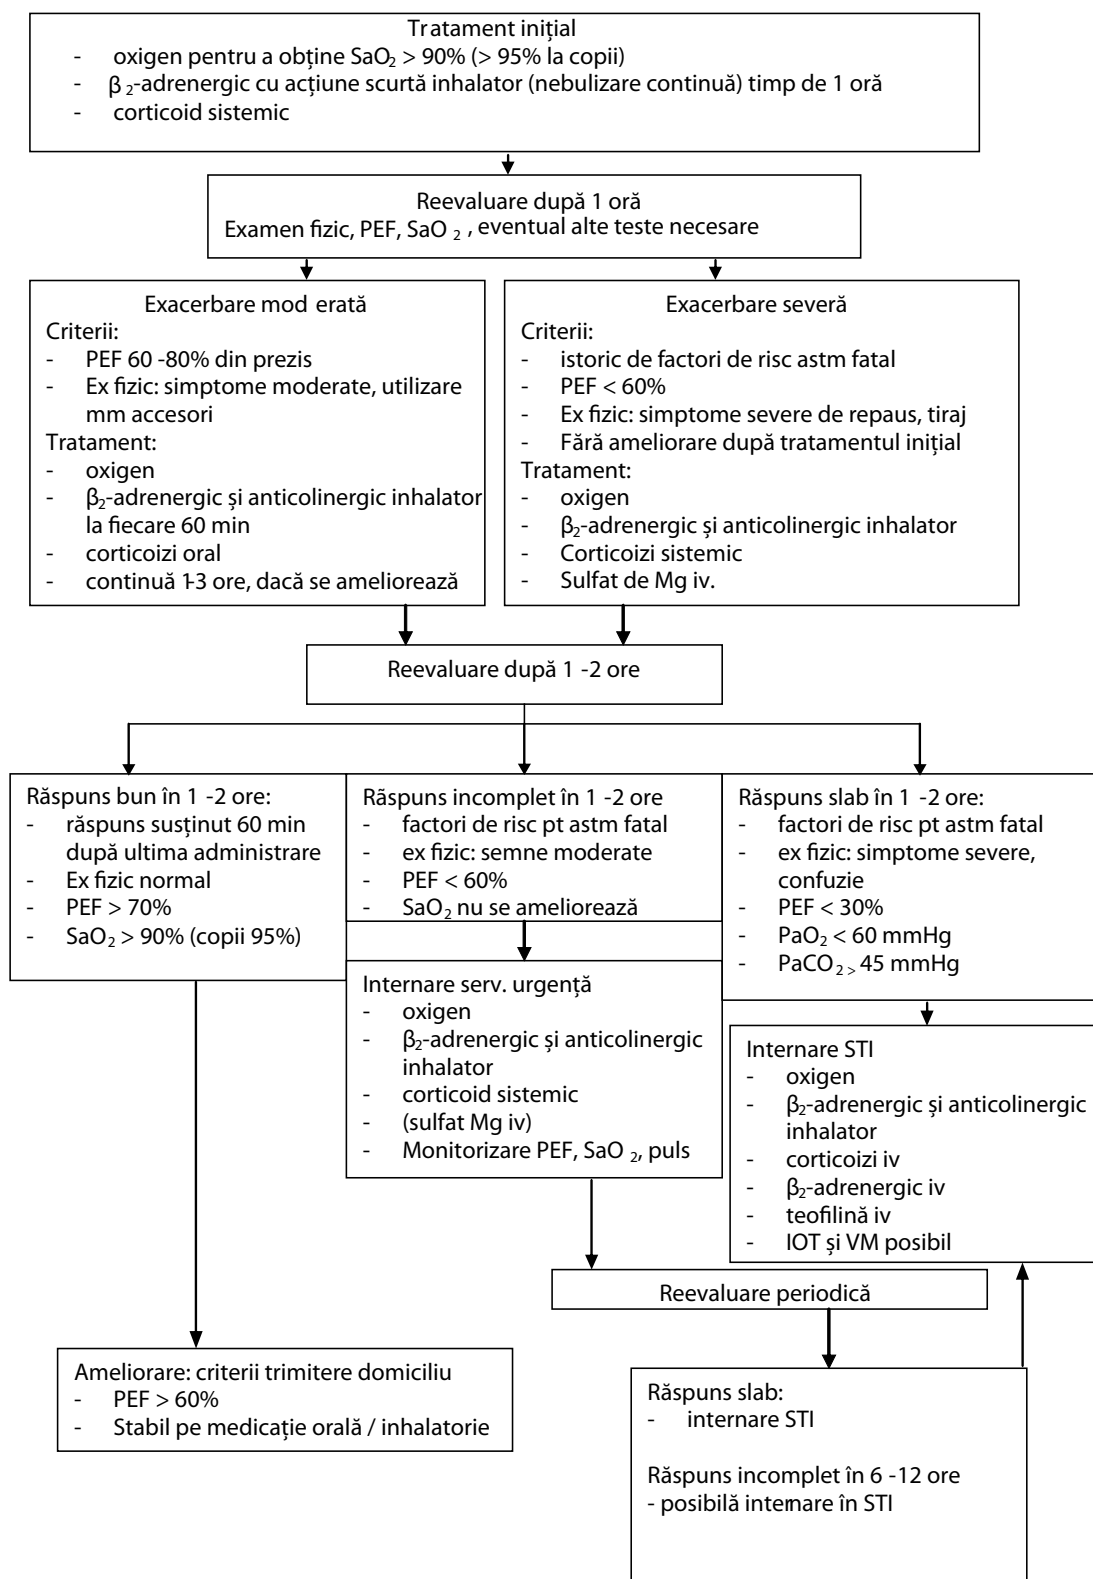 Tratament inițial
- oxigen pentru a obține SaO₂ > 90% (> 95% la copii)
- β₂-adrenergic cu acțiune scurtă inhalator (nebulizare continuă) timp de 1 oră
- corticoid sistemic
Reevaluare după 1 oră
Examen fizic, PEF, SaO₂, eventual alte teste necesare
Exacerbare mod erată
Criterii:
- PEF 60 -80% din prezis
- Ex fizic: simptome moderate, utilizare
mm accesori
Tratament:
- oxigen
- β₂-adrenergic și anticolinergic inhalator
la fiecare 60 min
- corticoizi oral
- continuă 1-3 ore, dacă se ameliorează
Exacerbare severă
Criterii:
- istoric de factori de risc astm fatal
- PEF < 60%
- Ex fizic: simptome severe de repaus, tiraj
- Fără ameliorare după tratamentul inițial
Tratament:
- oxigen
- β₂-adrenergic și anticolinergic inhalator
- Corticoizi sistemic
- Sulfat de Mg iv.
Reevaluare după 1 -2 ore
Răspuns bun în 1 -2 ore:
- răspuns susținut 60 min
după ultima administrare
- Ex fizic normal
- PEF > 70%
- SaO₂ > 90% (copii 95%)
Răspuns incomplet în 1 -2 ore
- factori de risc pt astm fatal
- ex fizic: semne moderate
- PEF < 60%
- SaO₂ nu se ameliorează
Răspuns slab în 1 -2 ore:
- factori de risc pt astm fatal
- ex fizic: simptome severe,
confuzie
- PEF < 30%
- PaO₂ < 60 mmHg
- PaCO₂ > 45 mmHg
Internare serv. urgență
- oxigen
- β₂-adrenergic și anticolinergic
inhalator
- corticoid sistemic
- (sulfat Mg iv)
- Monitorizare PEF, SaO₂, puls
Internare STI
- oxigen
- β₂-adrenergic și anticolinergic
inhalator
- corticoizi iv
- β₂-adrenergic iv
- teofilină iv
- IOT și VM posibil
Reevaluare periodică
Ameliorare: criterii trimitere domiciliu
- PEF > 60%
- Stabil pe medicație orală / inhalatorie
Răspuns slab:
- internare STI
Răspuns incomplet în 6 -12 ore
- posibilă internare în STI